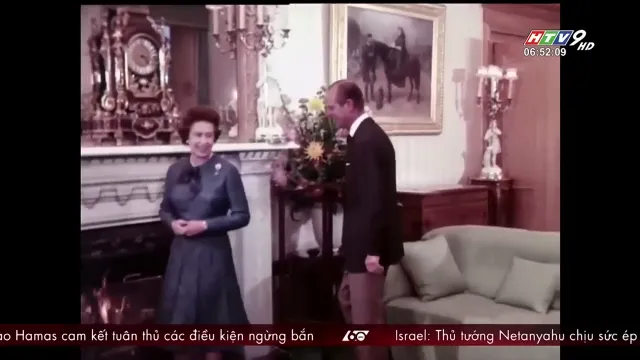 HTV9 HD
06:52:09
ao Hamas cam kết tuân thủ các điều kiện ngừng bắn 60 Israel: Thủ tướng Netanyahu chịu sức ép